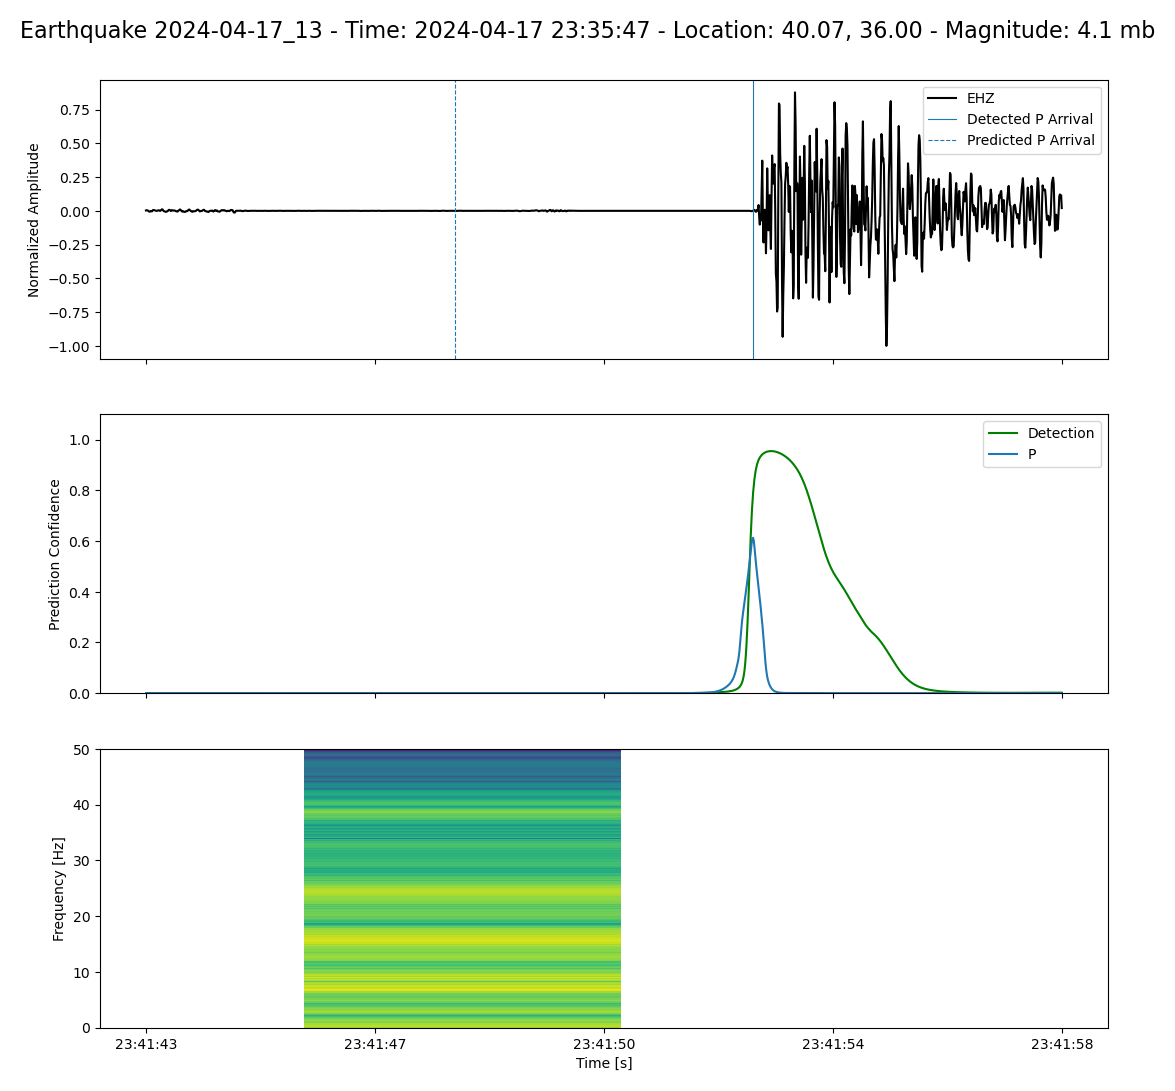 Earthquake 2024-04-17_13 - Time: 2024-04-17 23:35:47 - Location: 40.07, 36.00 - Magnitude: 4.1 mb
Normalized Amplitude
0.75
0.50
0.25
0.00
−0.25
−0.50
−0.75
−1.00
EHZ
Detected P Arrival
Predicted P Arrival
Prediction Confidence
1.0
0.8
0.6
0.4
0.2
0.0
Detection
P
Frequency [Hz]
50
40
30
20
10
0
23:41:43 23:41:47 23:41:50 23:41:54 23:41:58
Time [s]